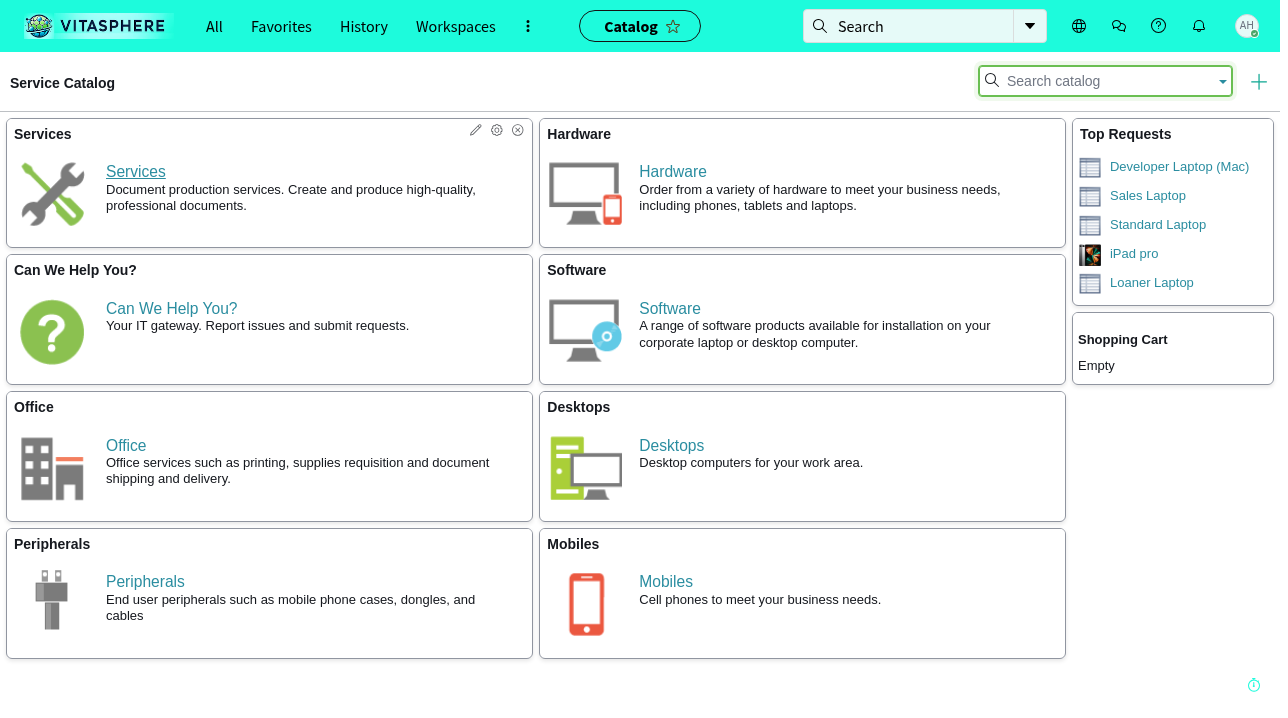 VITASPHERE
All
Favorites
History
Workspaces
Catalog
Search
AH
Service Catalog
Search catalog
Services
Services
Document production services. Create and produce high-quality,
professional documents.
Hardware
Hardware
Order from a variety of hardware to meet your business needs,
including phones, tablets and laptops.
Top Requests
Developer Laptop (Mac)
Sales Laptop
Standard Laptop
iPad pro
Loaner Laptop
Can We Help You?
Can We Help You?
Your IT gateway. Report issues and submit requests.
Software
Software
A range of software products available for installation on your
corporate laptop or desktop computer.
Shopping Cart
Empty
Office
Office
Office services such as printing, supplies requisition and document
shipping and delivery.
Desktops
Desktops
Desktop computers for your work area.
Peripherals
Peripherals
End user peripherals such as mobile phone cases, dongles, and
cables
Mobiles
Mobiles
Cell phones to meet your business needs.